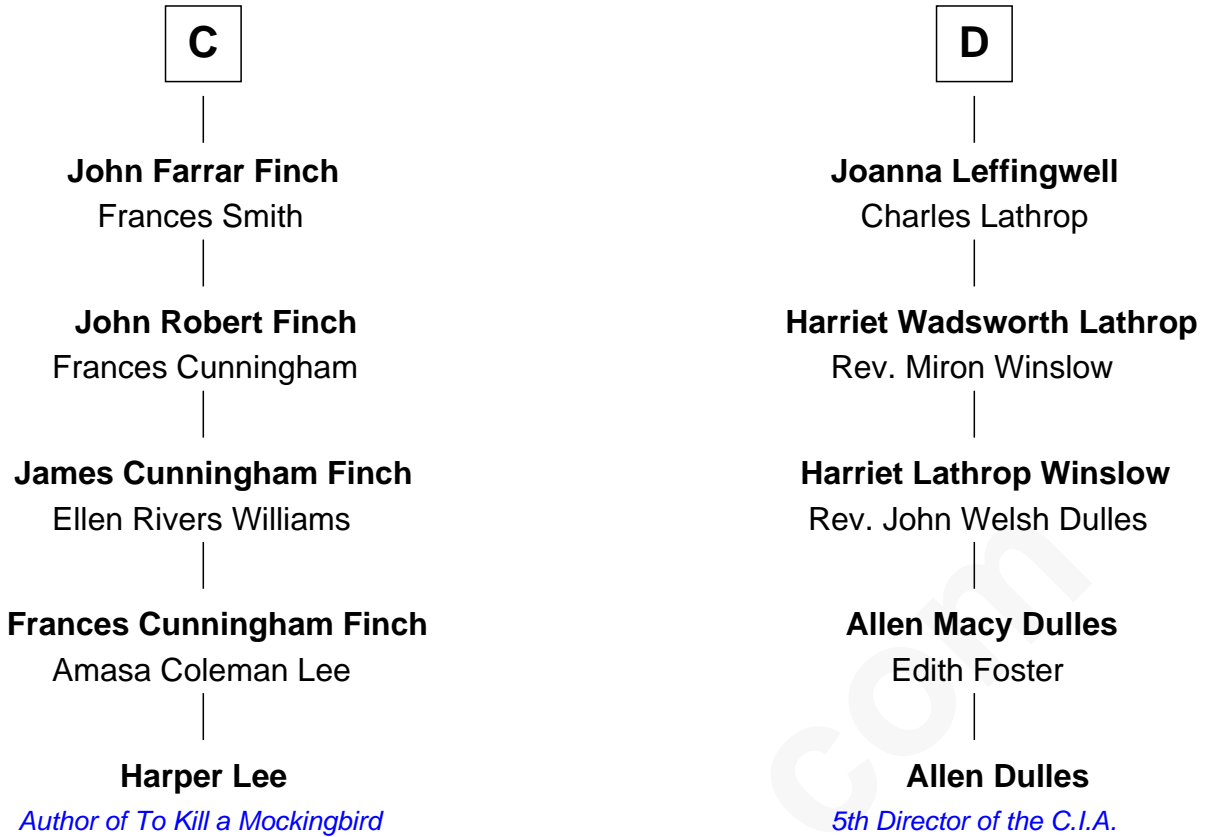 C
John Farrar Finch
Frances Smith
John Robert Finch
Frances Cunningham
James Cunningham Finch
Ellen Rivers Williams
Frances Cunningham Finch
Amasa Coleman Lee
Harper Lee
Author of To Kill a Mockingbird
D
Joanna Leffingwell
Charles Lathrop
Harriet Wadsworth Lathrop
Rev. Miron Winslow
Harriet Lathrop Winslow
Rev. John Welsh Dulles
Allen Macy Dulles
Edith Foster
Allen Dulles
5th Director of the C.I.A.
com